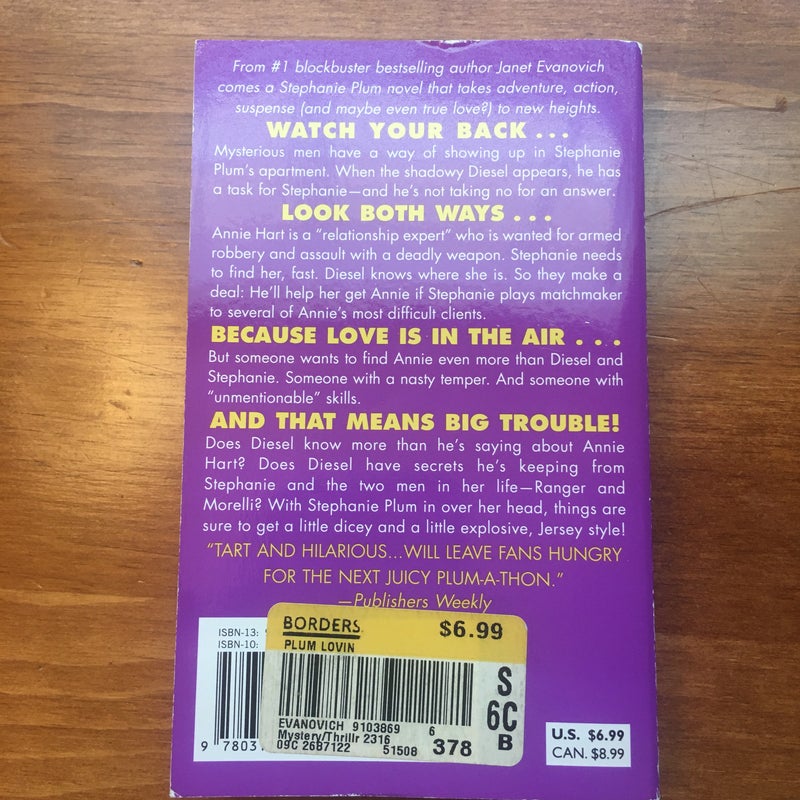 From #1 blockbuster bestselling author Janet Evanovich
comes a Stephanie Plum novel that takes adventure, action,
suspense (and maybe even true love?) to new heights.
WATCH YOUR BACK . . .
Mysterious men have a way of showing up in Stephanie
Plum's apartment. When the shadowy Diesel appears, he has
a task for Stephanie—and he's not taking no for an answer.
LOOK BOTH WAYS . . .
Annie Hart is a "relationship expert" who is wanted for armed
robbery and assault with a deadly weapon. Stephanie needs
to find her, fast. Diesel knows where she is. So they make a
deal: He'll help her get Annie if Stephanie plays matchmaker
to several of Annie's most difficult clients.
BECAUSE LOVE IS IN THE AIR . . .
But someone wants to find Annie even more than Diesel and
Stephanie. Someone with a nasty temper. And someone with
"unmentionable" skills.
AND THAT MEANS BIG TROUBLE!
Does Diesel know more than he's saying about Annie
Hart? Does Diesel have secrets he's keeping from
Stephanie and the two men in her life—Ranger and
Morelli? With Stephanie Plum in over her head, things are
sure to get a little dicey and a little explosive, Jersey style!
"TART AND HILARIOUS...WILL LEAVE FANS HUNGRY
FOR THE NEXT JUICY PLUM-A-THON."
—Publishers Weekly
ISBN-13:
ISBN-10:
9 7803
BORDERS. $6.99
PLUM LOVIN
S
6C
B
EVANOVICH 9103869 6
Mystery/Thrillr 2316
09C 26B7122 51508 378
U.S. $6.99
CAN. $8.99